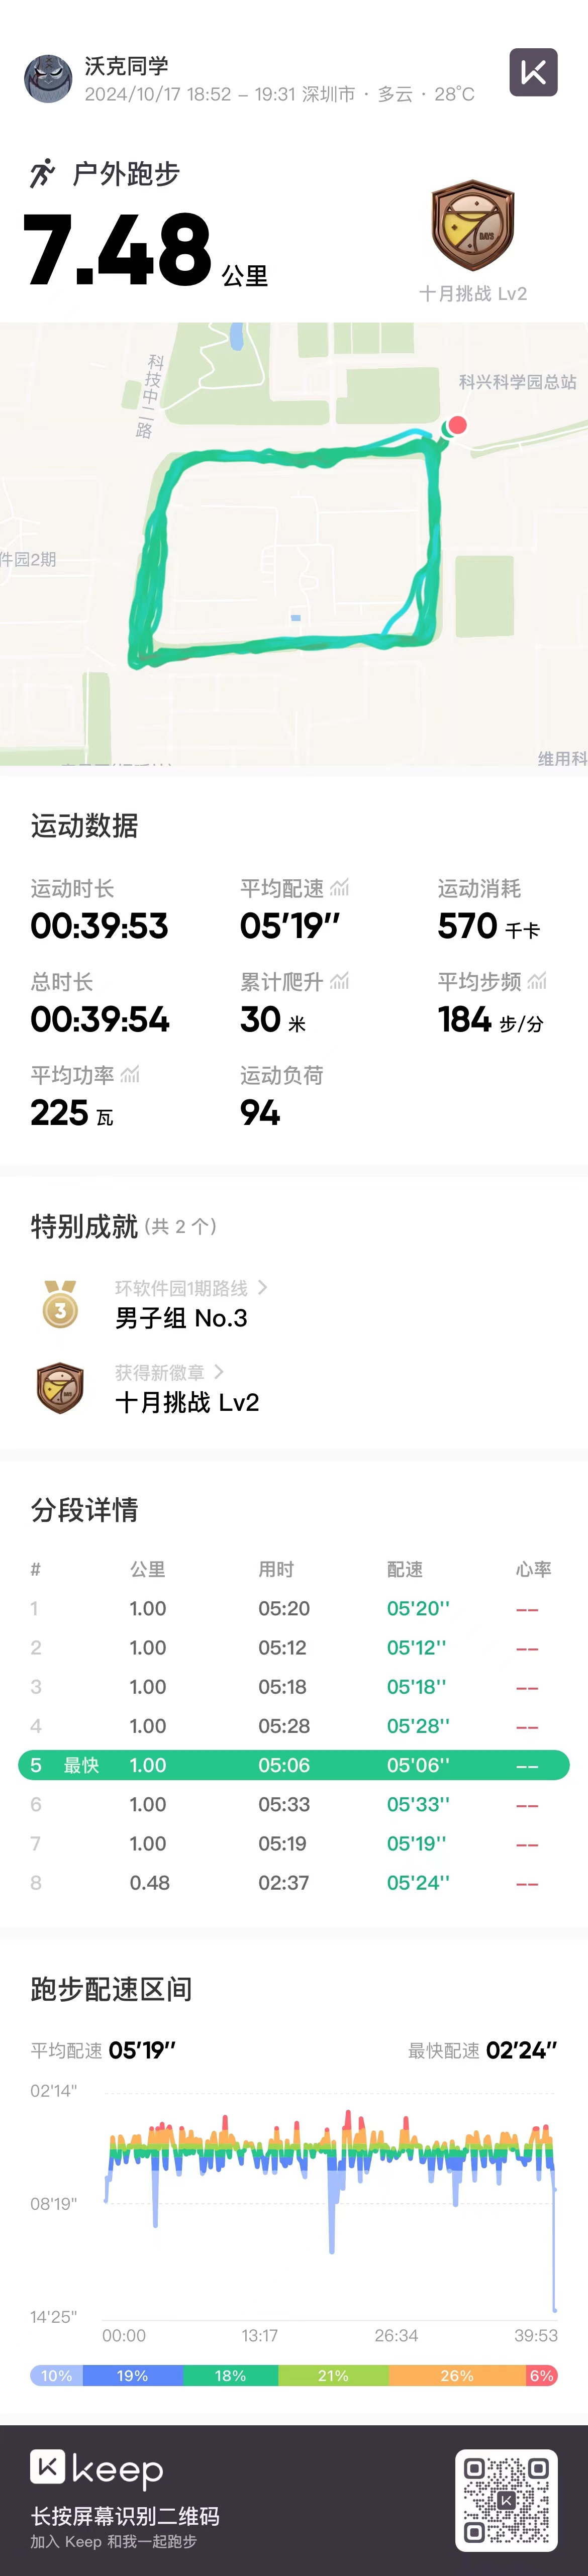 沃克同学
2024/10/17 18:52 – 19:31 深圳市 · 多云 · 28°C
户外跑步
7.48 公里
DAYS
十月挑战 Lv2
科技中二路
科兴科学园总站
件园2期
维用科
运动数据
运动时长 平均配速 运动消耗
00:39:53 05'19'' 570 千卡
总时长 累计爬升 平均步频
00:39:54 30 米 184 步/分
平均功率 运动负荷
225 瓦 94
特别成就 (共 2 个)
3
环软件园1期路线
男子组 No.3
获得新徽章
十月挑战 Lv2
分段详情
# 公里 用时 配速 心率
1 1.00 05:20 05'20'' --
2 1.00 05:12 05'12'' --
3 1.00 05:18 05'18'' --
4 1.00 05:28 05'28'' --
5 最快 1.00 05:06 05'06'' --
6 1.00 05:33 05'33'' --
7 1.00 05:19 05'19'' --
8 0.48 02:37 05'24'' --
跑步配速区间
平均配速 05'19'' 最快配速 02'24''
02'14"
08'19"
14'25"
00:00 13:17 26:34 39:53
10% 19% 18% 21% 26% 6%
keep
长按屏幕识别二维码
加入 Keep 和我一起跑步